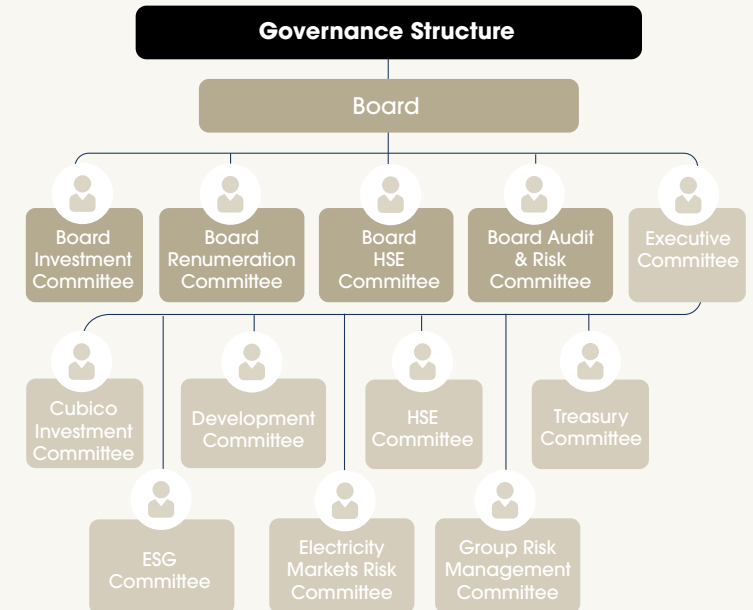 Governance Structure
Board
Board
Investment
Committee
Board
Renumeration
Committee
Board
HSE
Committee
Board Audit
& Risk
Committee
Executive
Committee
Cubico
Investment
Committee
Development
Committee
HSE
Committee
Treasury
Committee
ESG
Committee
Electricity
Markets Risk
Committee
Group Risk
Management
Committee